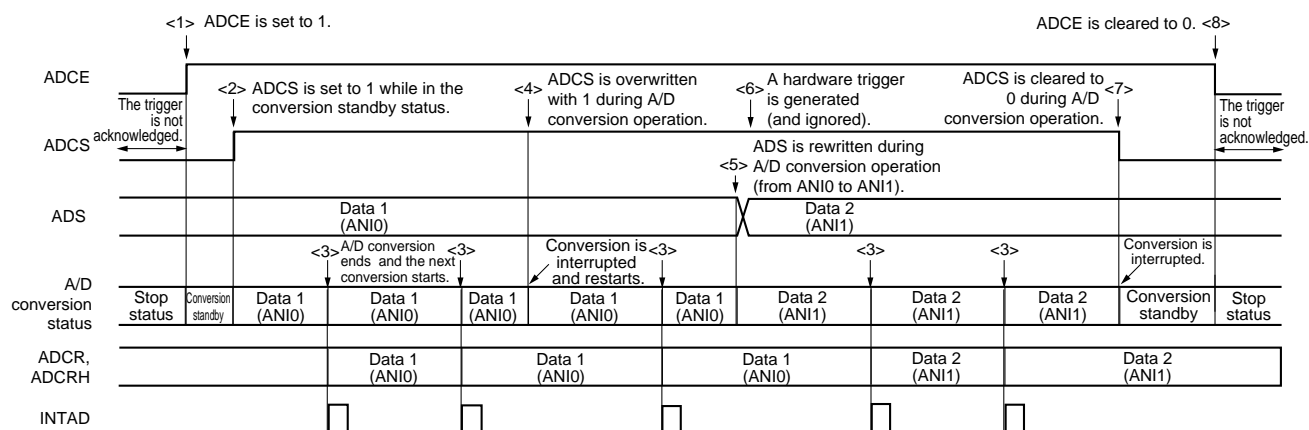 <1> ADCE is set to 1.
ADCE is cleared to 0. <8>
ADCE
The trigger
is not
acknowledged.
<2> ADCS is set to 1 while in the
conversion standby status.
<4> ADCS is overwritten
with 1 during A/D
conversion operation.
<6> A hardware trigger
is generated
(and ignored).
ADCS is cleared to
0 during A/D
conversion operation.
<7>
The trigger
is not
acknowledged.
ADCS
<5> ADS is rewritten during
A/D conversion operation
(from ANI0 to ANI1).
ADS
Data 1
(ANI0)
Data 2
(ANI1)
<3> A/D conversion
ends and the next
conversion starts.
<3>
Conversion is
interrupted
and restarts.
<3>
<3>
<3>
Conversion is
interrupted.
A/D
conversion
status
Stop
status
Conversion
standby
Data 1
(ANI0)
Data 1
(ANI0)
Data 1
(ANI0)
Data 1
(ANI0)
Data 1
(ANI0)
Data 2
(ANI1)
Data 2
(ANI1)
Data 2
(ANI1)
Conversion
standby
Stop
status
ADCR,
ADCRH
Data 1
(ANI0)
Data 1
(ANI0)
Data 1
(ANI0)
Data 2
(ANI1)
Data 2
(ANI1)
INTAD